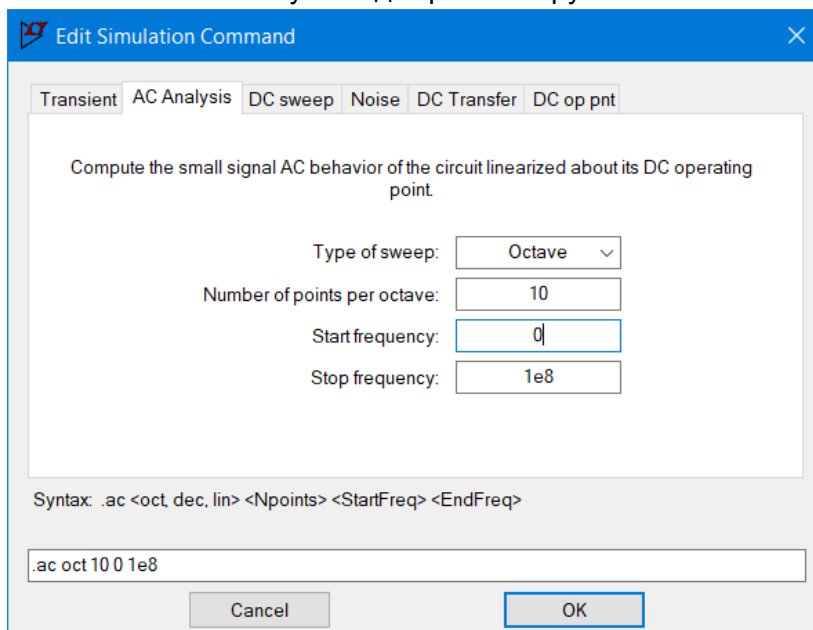 Edit Simulation Command
Transient AC Analysis DC sweep Noise DC Transfer DC op pnt
Compute the small signal AC behavior of the circuit linearized about its DC operating
point.
Type of sweep: Octave
Number of points per octave: 10
Start frequency: 0
Stop frequency: 1e8
Syntax: .ac <oct, dec, lin> <Npoints> <StartFreq> <EndFreq>
.ac oct 10 0 1e8
Cancel OK